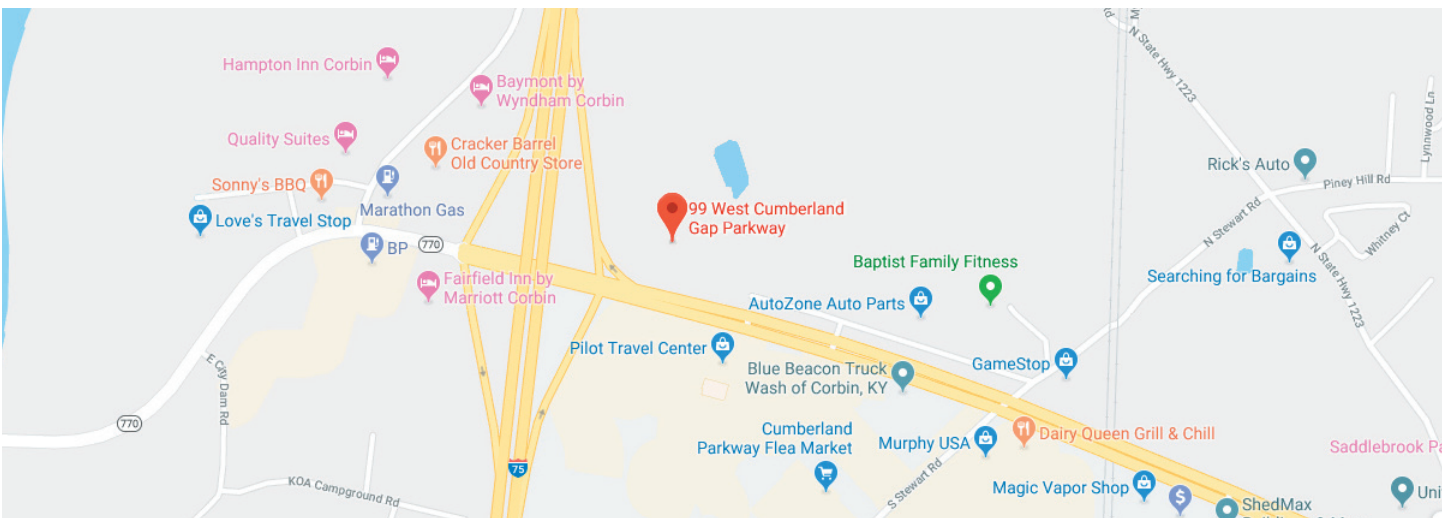 Hampton Inn Corbin
Baymont by
Wyndham Corbin
Quality Suites
Cracker Barrel
Old Country Store
Sonny's BBQ
Marathon Gas
Love's Travel Stop
BP
770
Fairfield Inn by
Marriott Corbin
99 West Cumberland
Gap Parkway
N State Hwy 1223
Lynnwood Ln
Rick's Auto
Piney Hill Rd
N Stewart Rd
Whitney Ct
Searching for Bargains
N State Hwy 1223
Baptist Family Fitness
AutoZone Auto Parts
Pilot Travel Center
Blue Beacon Truck
Wash of Corbin, KY
GameStop
E City Dam Rd
770
Cumberland
Parkway Flea Market
Murphy USA
Dairy Queen Grill & Chill
Saddlebrook Pa
75
KOA Campground Rd
S Stewart Rd
Magic Vapor Shop
$
ShedMax
Uni